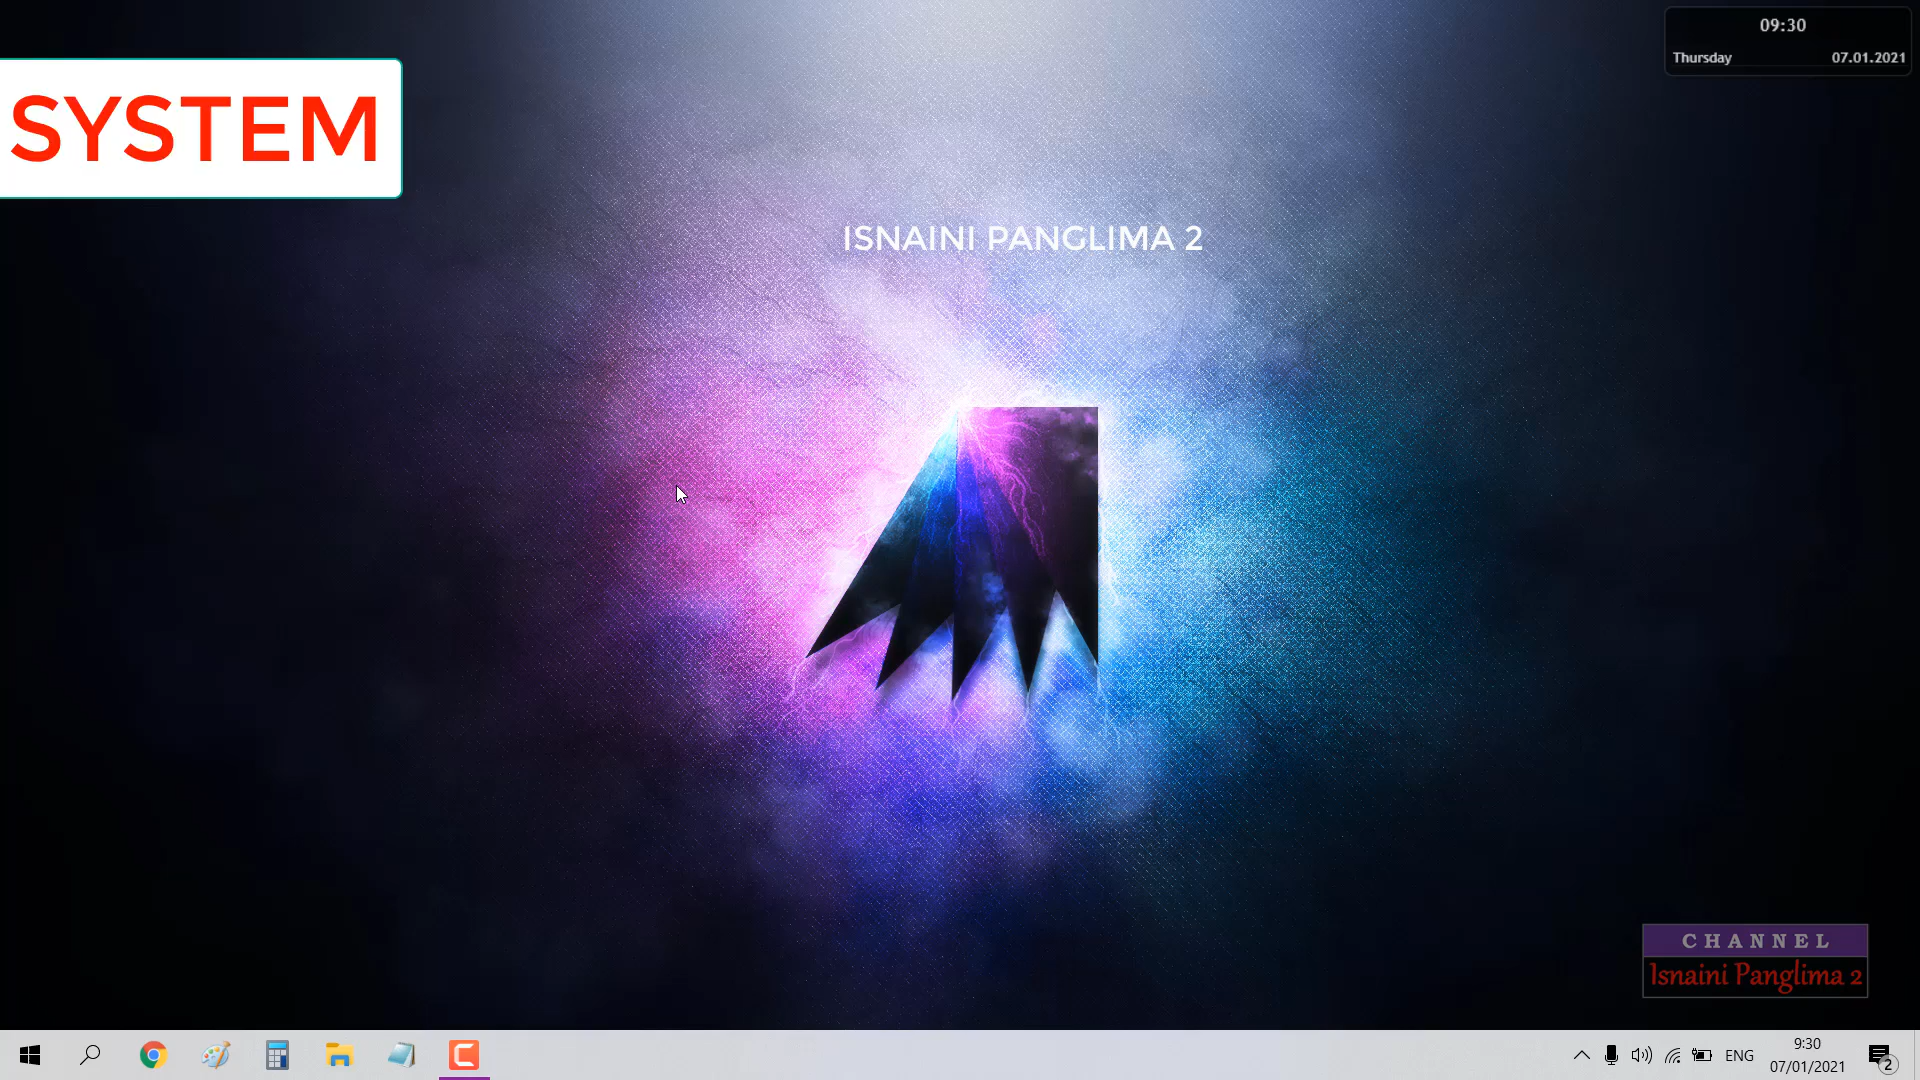 09:30
Thursday 07.01.2021
SYSTEM
ISNAINI PANGLIMA 2
CHANNEL
Isnaini Panglima 2
ENG
9:30
07/01/2021
2